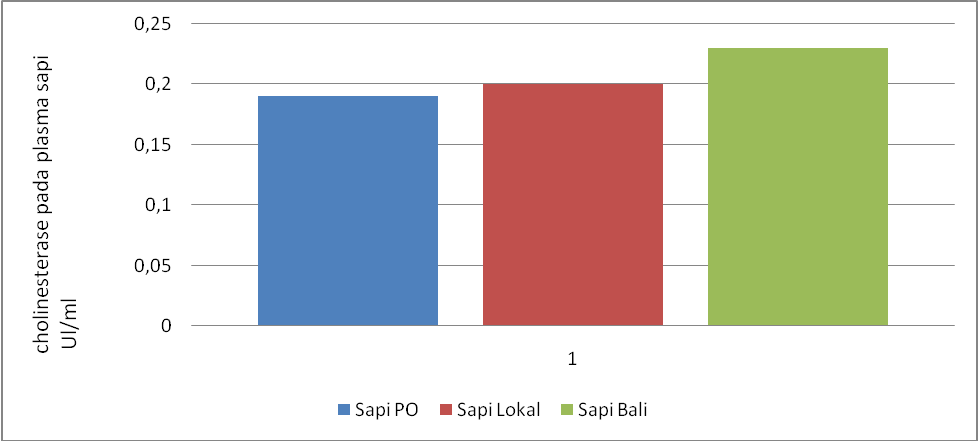 cholinesterase pada plasma sapi
UI/ml
0,25
0,2
0,15
0,1
0,05
0
1
Sapi PO
Sapi Lokal
Sapi Bali